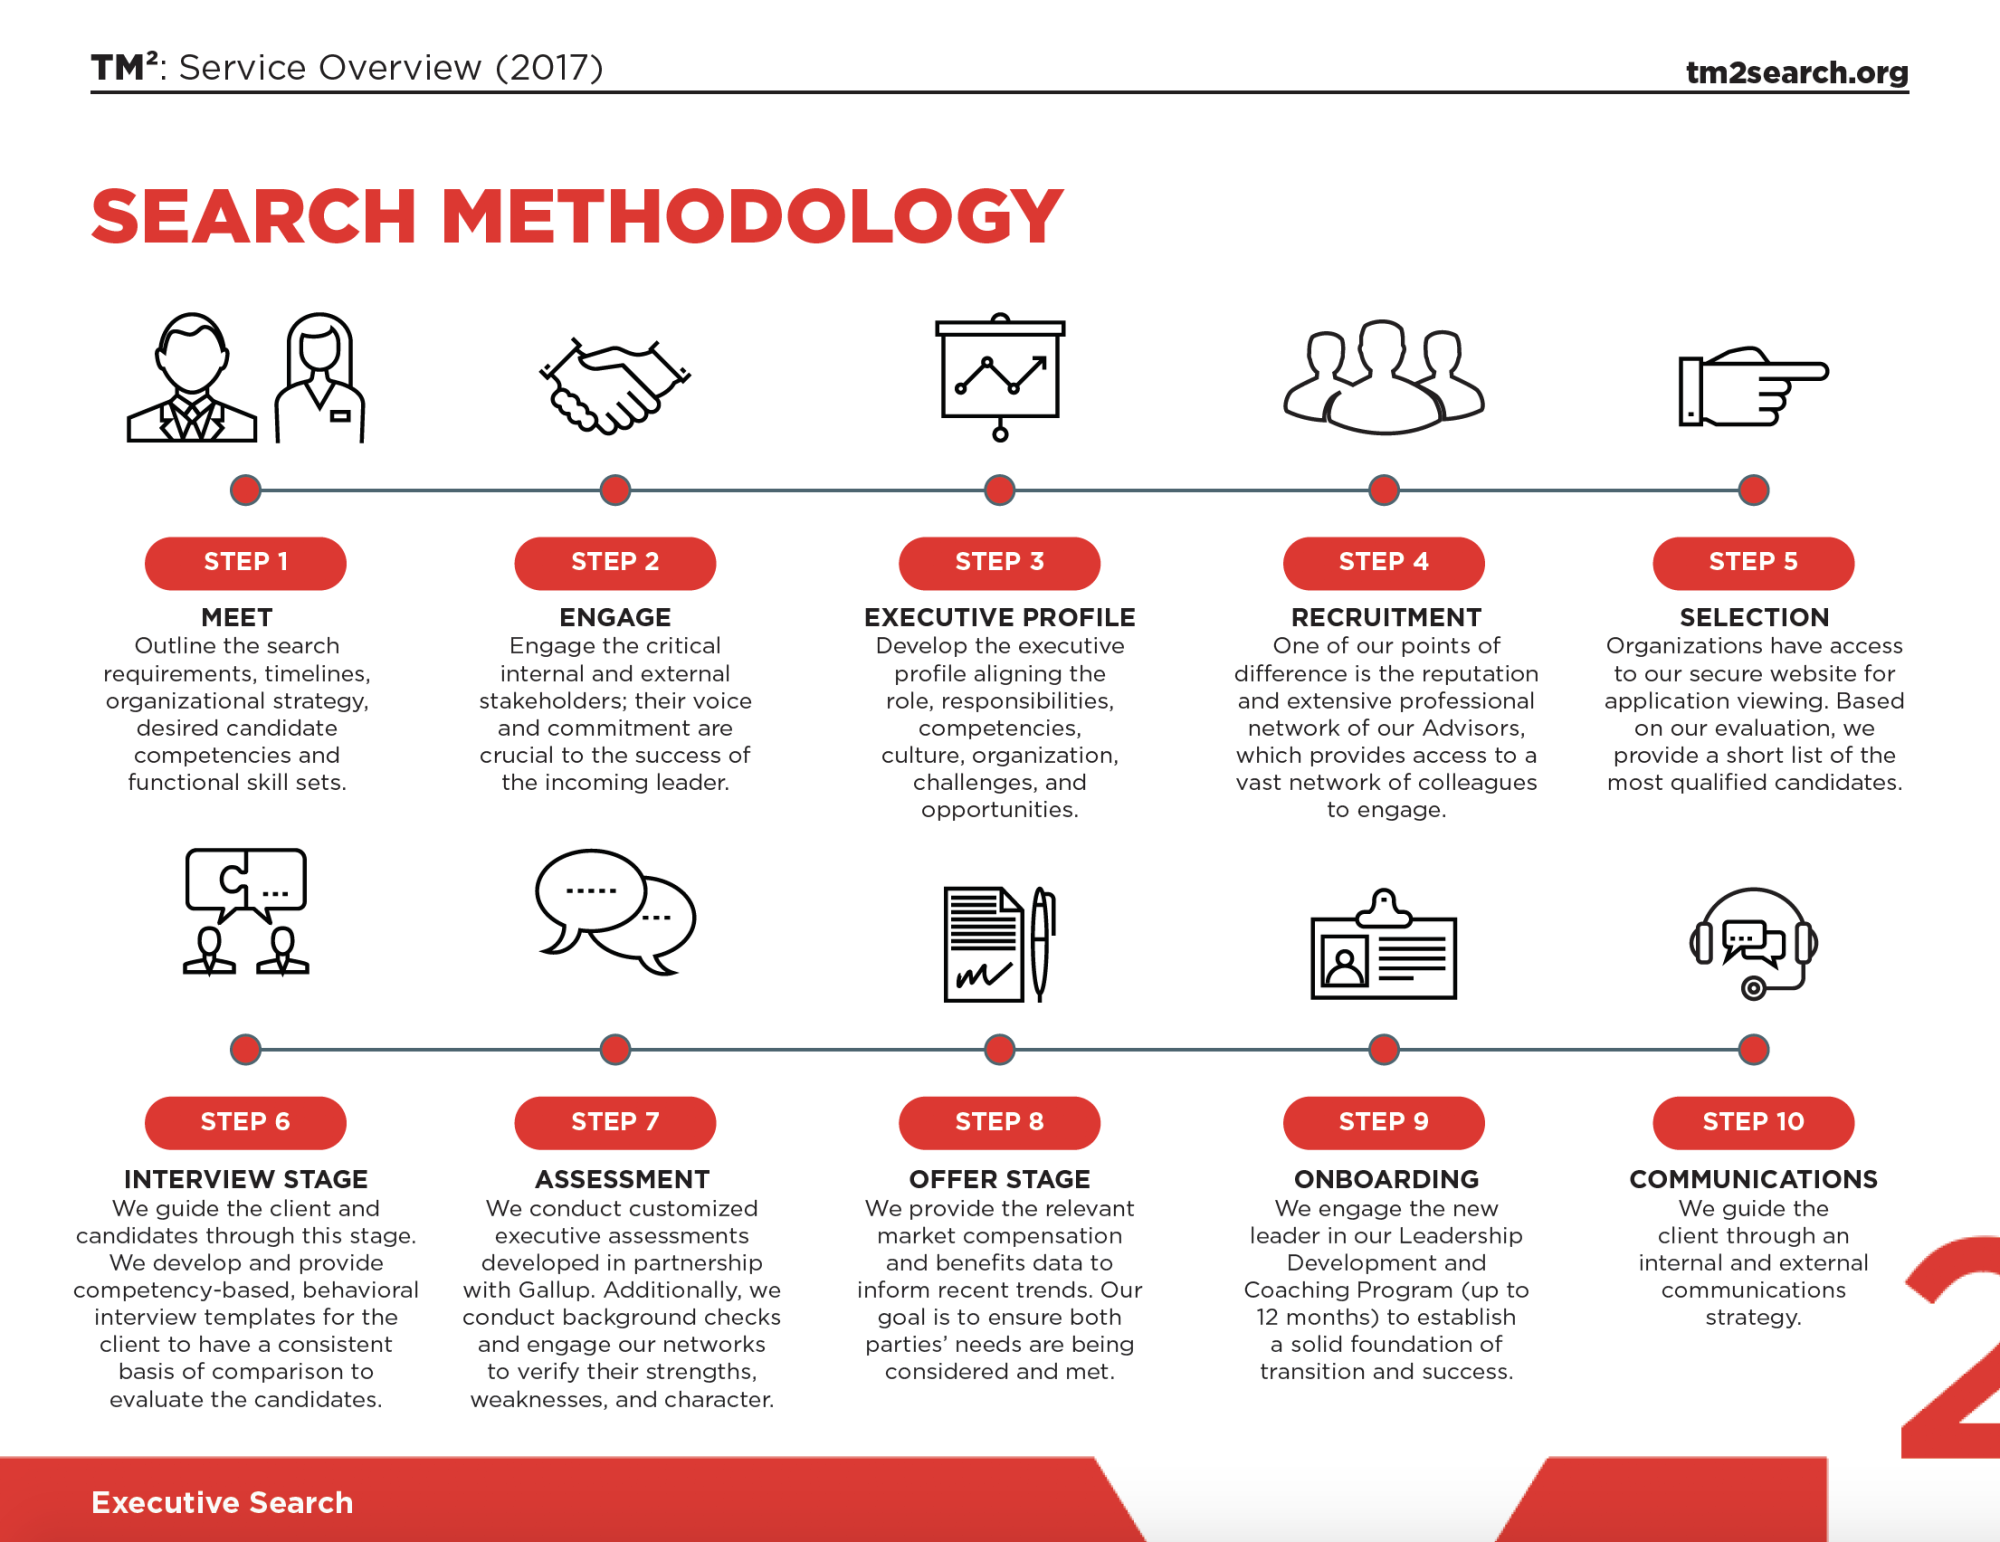 TM²: Service Overview (2017)
tm2search.org
SEARCH METHODOLOGY
STEP 1
MEET
Outline the search
requirements, timelines,
organizational strategy,
desired candidate
competencies and
functional skill sets.
STEP 2
ENGAGE
Engage the critical
internal and external
stakeholders; their voice
and commitment are
crucial to the success of
the incoming leader.
STEP 3
EXECUTIVE PROFILE
Develop the executive
profile aligning the
role, responsibilities,
competencies,
culture, organization,
challenges, and
opportunities.
STEP 4
RECRUITMENT
One of our points of
difference is the reputation
and extensive professional
network of our Advisors,
which provides access to a
vast network of colleagues
to engage.
STEP 5
SELECTION
Organizations have access
to our secure website for
application viewing. Based
on our evaluation, we
provide a short list of the
most qualified candidates.
STEP 6
INTERVIEW STAGE
We guide the client and
candidates through this stage.
We develop and provide
competency-based, behavioral
interview templates for the
client to have a consistent
basis of comparison to
evaluate the candidates.
STEP 7
ASSESSMENT
We conduct customized
executive assessments
developed in partnership
with Gallup. Additionally, we
conduct background checks
and engage our networks
to verify their strengths,
weaknesses, and character.
STEP 8
OFFER STAGE
We provide the relevant
market compensation
and benefits data to
inform recent trends. Our
goal is to ensure both
parties’ needs are being
considered and met.
STEP 9
ONBOARDING
We engage the new
leader in our Leadership
Development and
Coaching Program (up to
12 months) to establish
a solid foundation of
transition and success.
STEP 10
COMMUNICATIONS
We guide the
client through an
internal and external
communications
strategy.
2
Executive Search